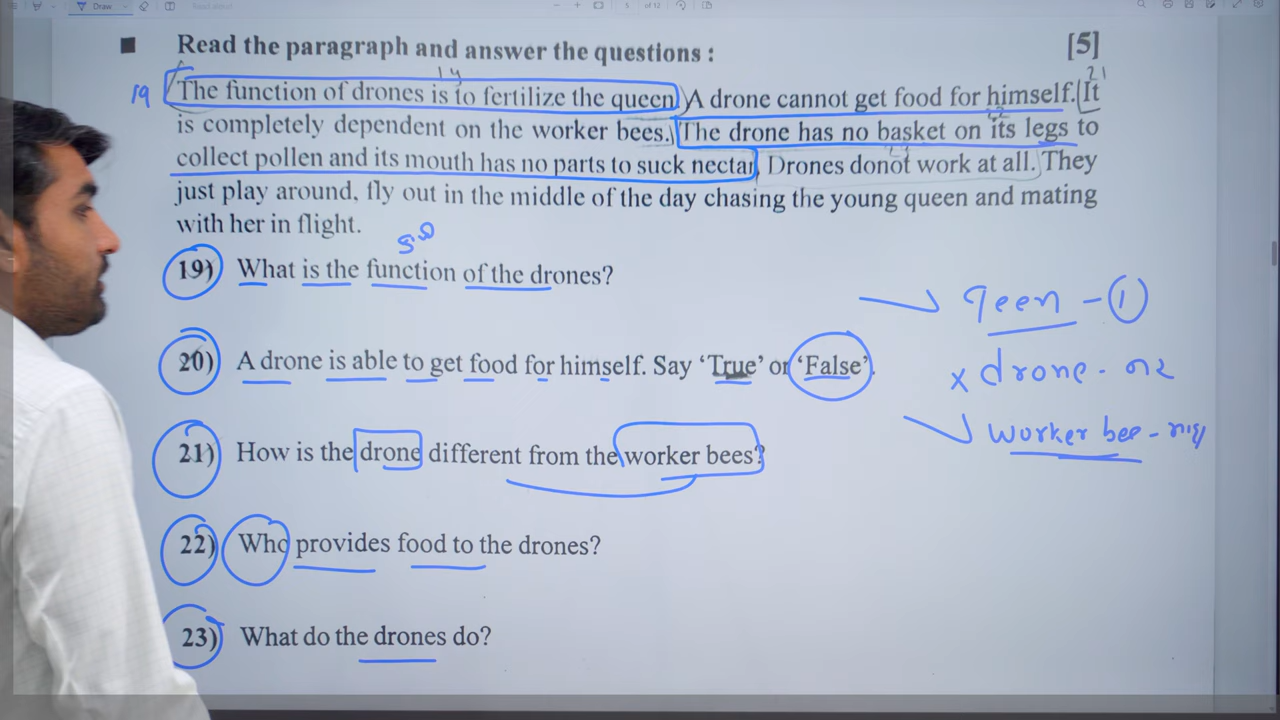 Draw
of 12
■ Read the paragraph and answer the questions : [5]
19
The function of drones is to fertilize the queen. A drone cannot get food for himself. It
is completely dependent on the worker bees. The drone has no basket on its legs to
collect pollen and its mouth has no parts to suck nectar. Drones donot work at all. They
just play around, fly out in the middle of the day chasing the young queen and mating
with her in flight.
19) What is the function of the drones?
20) A drone is able to get food for himself. Say ‘True’ or ‘False’.
21) How is the drone different from the worker bees?
22) Who provides food to the drones?
23) What do the drones do?
qeen - 1
x drone - નર
worker bee -
21